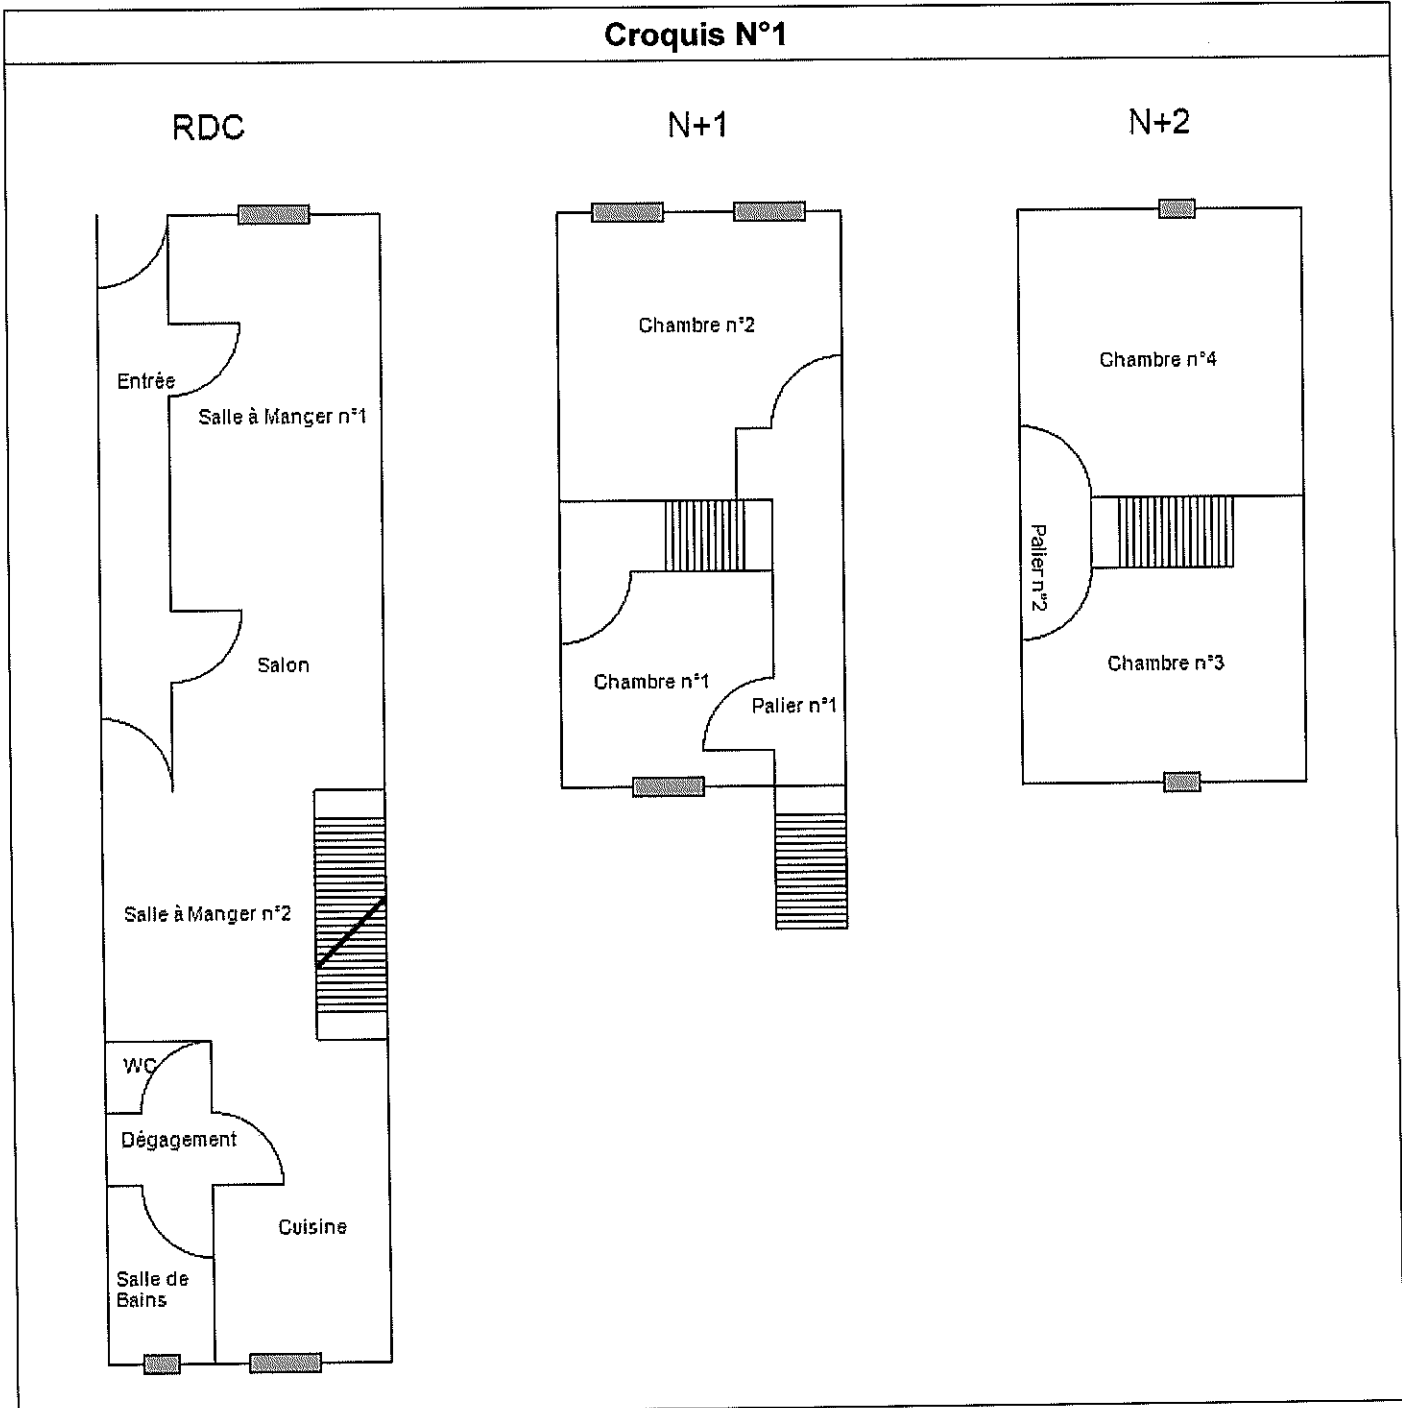 Croquis N°1
RDC
N+1
N+2
Entrée
Salle à Manger n°1
Salon
Salle à Manger n°2
WC
Dégagement
Cuisine
Salle de
Bains
Chambre n°2
Chambre n°1
Palier n°1
Chambre n°4
Palier n°2
Chambre n°3